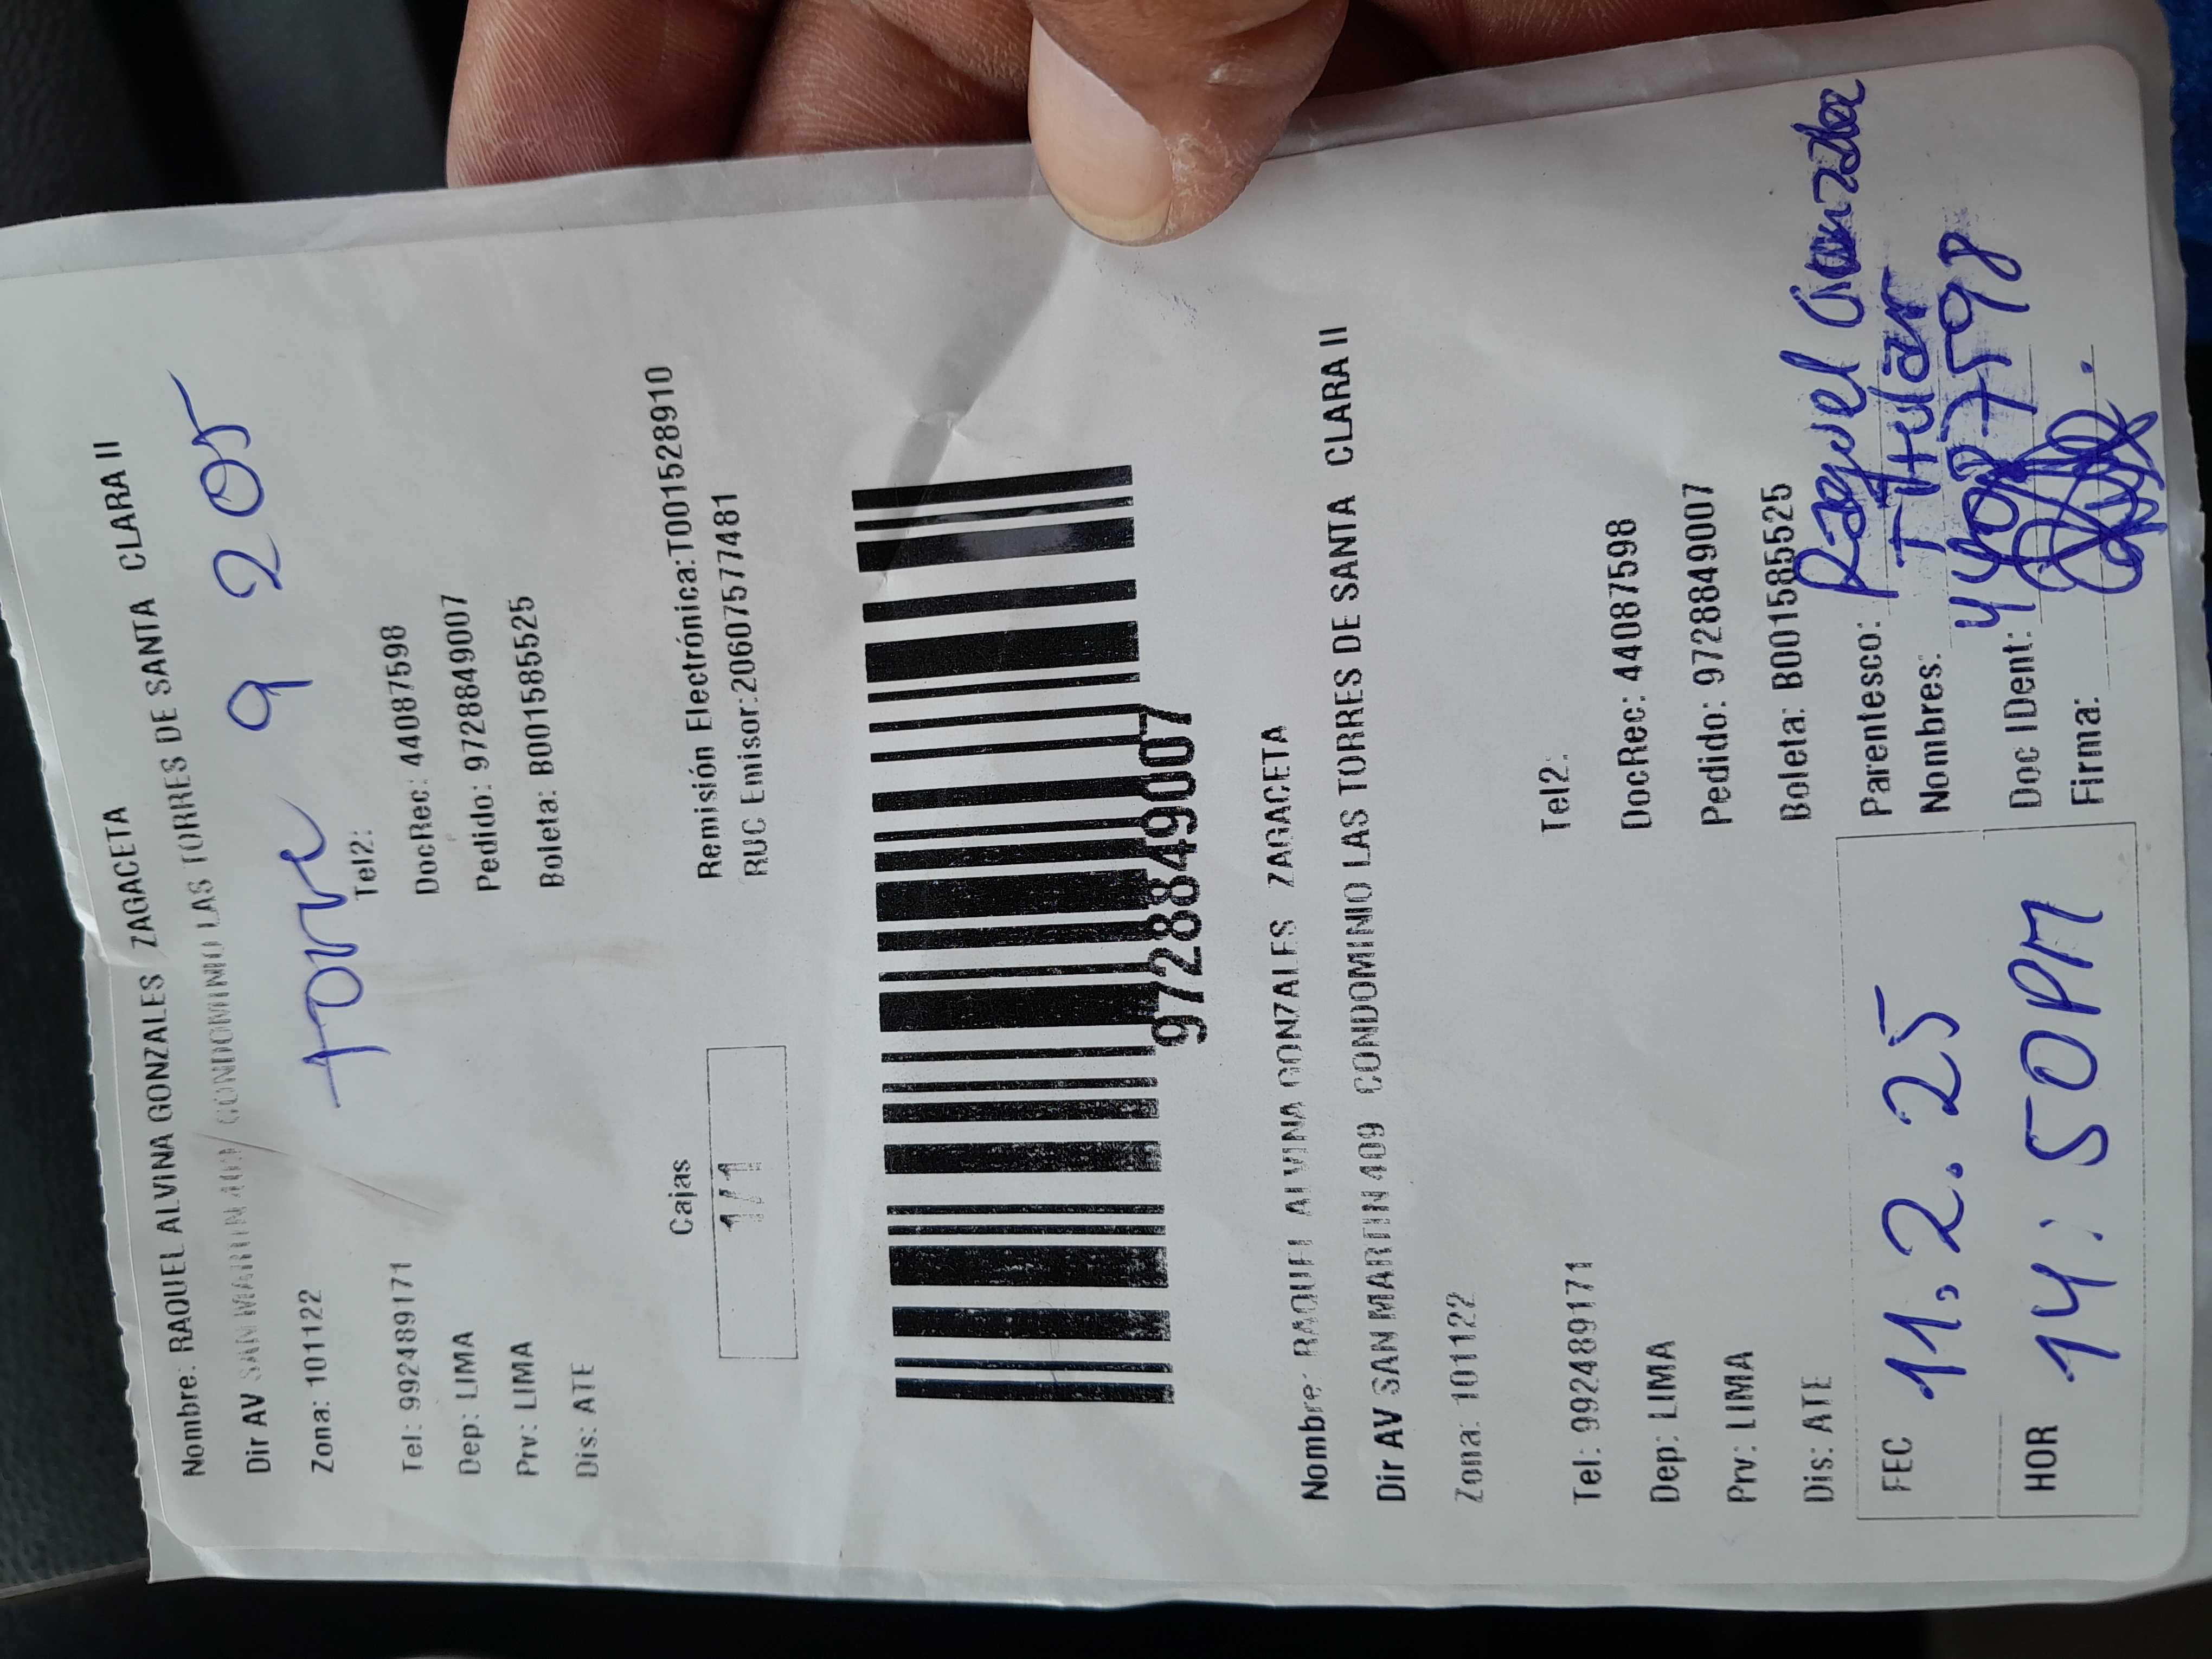 Nombre: RAQUEL ALVINA GONZALES ZAGACETA
Dir AV SAN MARTIN 409 CONDOMINIO LAS TORRES DE SANTA CLARA II
torre 9 205
Zona: 101122
Tel: 992489171 Tel2:
Dep: LIMA DocRec: 44087598
Prv: LIMA Pedido: 9728849007
Dis: ATE Boleta: B001585525
Cajas Remisión Electrónica:T001528910
1/1 RUC Emisor:20607577481
9728849007
Nombre: RAQUEL ALVINA GONZALES ZAGACETA
Dir AV SAN MARTIN 409 CONDOMINIO LAS TORRES DE SANTA CLARA II
Zona: 101122
Tel: 992489171 Tel2:
Dep: LIMA DocRec: 44087598
Prv: LIMA Pedido: 9728849007
Dis: ATE Boleta: B001585525
FEC 11.2.25 Parentesco: Raquel
Nombres: Titular
HOR 14:50PM Doc IDent: 44087598
Firma: